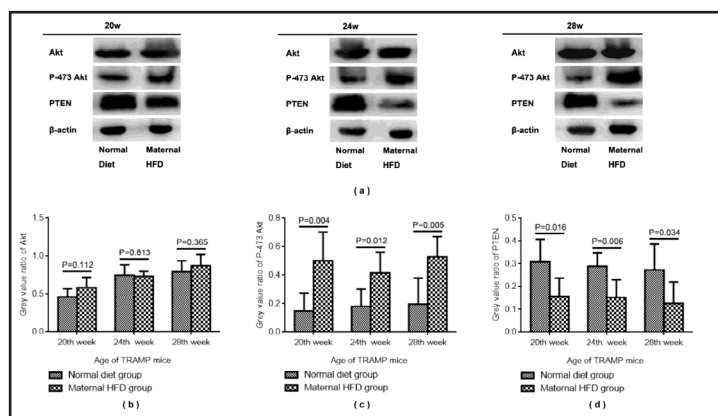 20w
24w
28w
Akt
P-473 Akt
PTEN
β-actin
Normal Maternal
Diet HFD
Akt
P-473 Akt
PTEN
β-actin
Normal Maternal
Diet HFD
Akt
P-473 Akt
PTEN
β-actin
Normal Maternal
Diet HFD
( a )
Grey value ratio of Akt
1.5
1.0
0.5
0.0
P=0.112
P=0.813
P=0.365
20th week 24th week 28th week
Age of TRAMP mice
Normal diet group
Maternal HFD group
( b )
Grey value ratio of P-473 Akt
0.8
0.6
0.4
0.2
0.0
P=0.004
P=0.012
P=0.005
20th week 24th week 28th week
Age of TRAMP mice
Normal diet group
Maternal HFD group
( c )
Grey value ratio of PTEN
0.5
0.4
0.3
0.2
0.1
0.0
P=0.016
P=0.006
P=0.034
20th week 24th week 28th week
Age of TRAMP mice
Normal diet group
Maternal HFD group
( d )